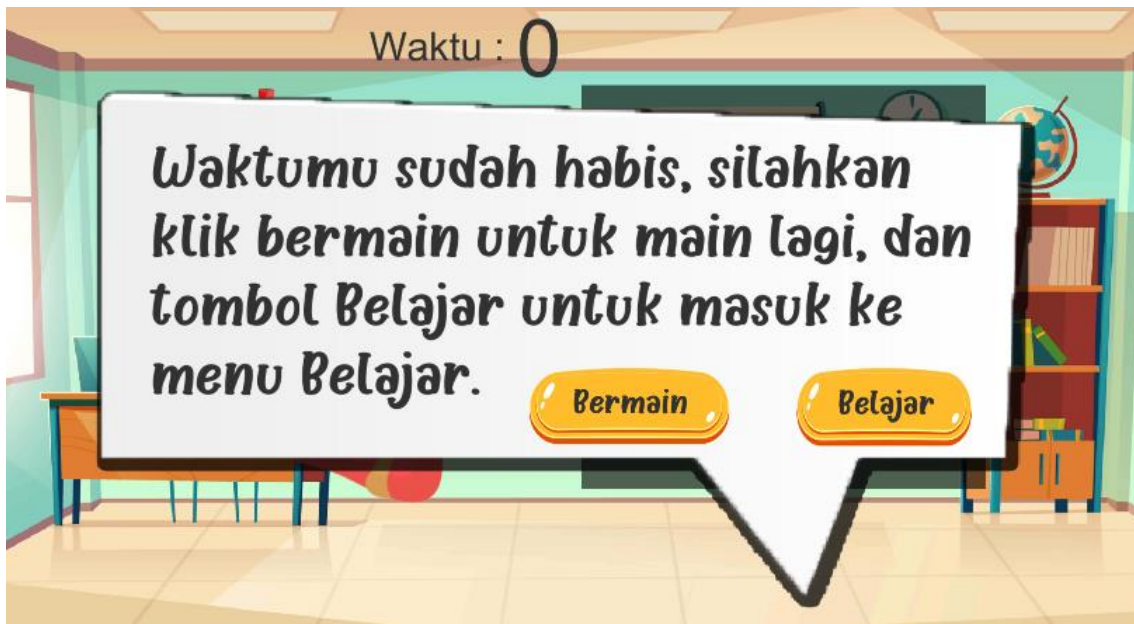 Waktu : 0
Waktumu sudah habis, silahkan
klik bermain untuk main lagi, dan
tombol Belajar untuk masuk ke
menu Belajar.
Bermain
Belajar